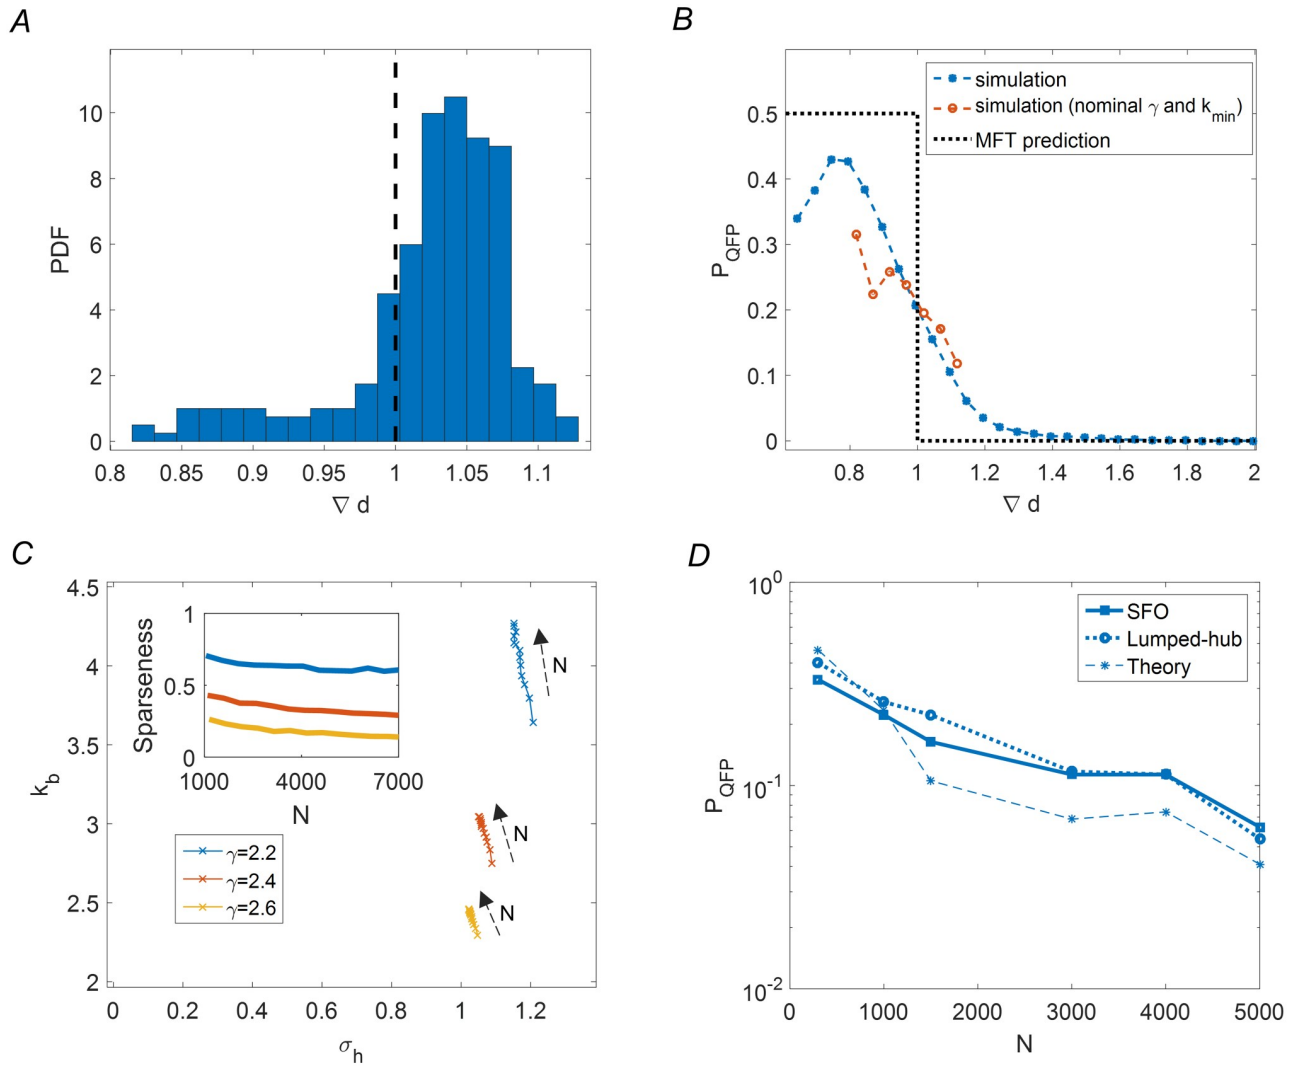 A
PDF
10
8
6
4
2
0
0.8 0.85 0.9 0.95 1 1.05 1.1
∇ d
B
P_QFP
0.5
0.4
0.3
0.2
0.1
0
simulation
simulation (nominal γ and k_min)
MFT prediction
0.8 1 1.2 1.4 1.6 1.8 2
∇ d
C
k_b
4.5
4
3.5
3
2.5
2
Sparseness
1
0.5
0
1000 4000 7000
N
N
N
N
γ=2.2
γ=2.4
γ=2.6
0 0.2 0.4 0.6 0.8 1 1.2
σ_h
D
P_QFP
10^0
10^-1
10^-2
SFO
Lumped-hub
Theory
0 1000 2000 3000 4000 5000
N